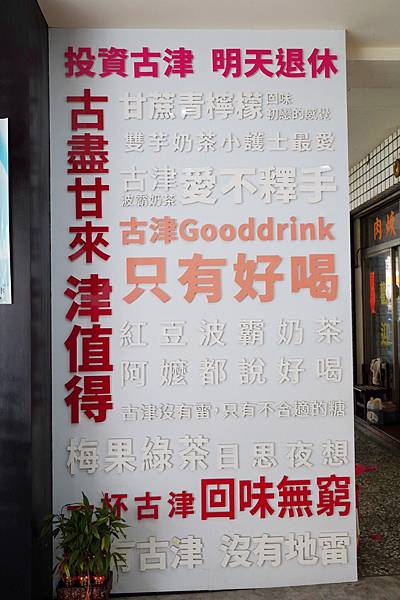 投資古津 明天退休
古盡甘來 津值得
甘蔗青檸檬 回味
初戀的感覺
雙芋奶茶小護士最愛
古津
波霸奶茶 愛不釋手
古津Gooddrink
只有好喝
紅豆波霸奶茶
阿嬤都說好喝
古津沒有雷,只有不合適的糖
梅果綠茶日思夜想
杯古津回味無窮
古津 沒有地雷
燒肉
歡迎